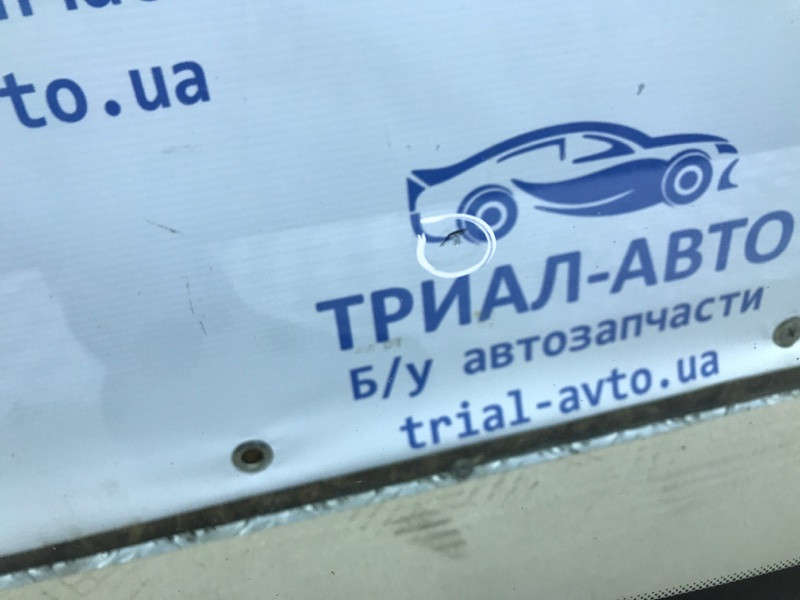 to.ua
ТРИАЛ-АВТО
Б/у автозапчасти
trial-avto.ua